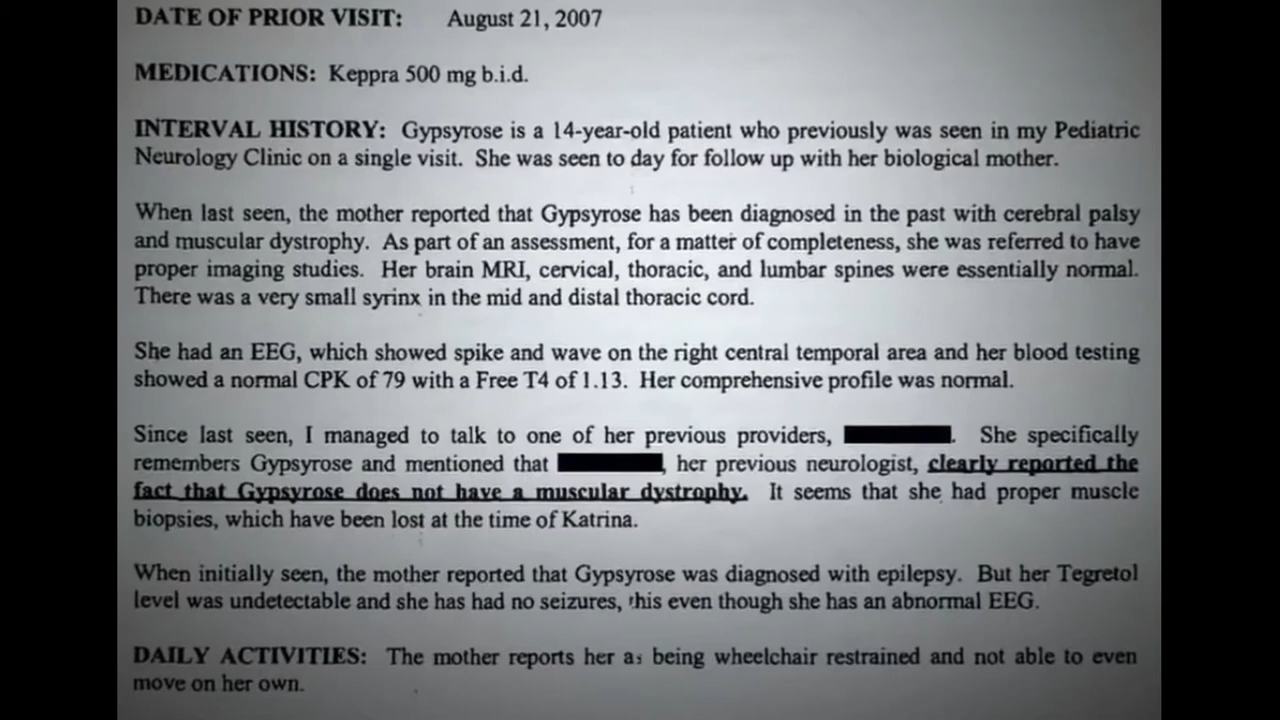 DATE OF PRIOR VISIT: August 21, 2007
MEDICATIONS: Keppra 500 mg b.i.d.
INTERVAL HISTORY: Gypsyrose is a 14-year-old patient who previously was seen in my Pediatric
Neurology Clinic on a single visit. She was seen to day for follow up with her biological mother.
When last seen, the mother reported that Gypsyrose has been diagnosed in the past with cerebral palsy
and muscular dystrophy. As part of an assessment, for a matter of completeness, she was referred to have
proper imaging studies. Her brain MRI, cervical, thoracic, and lumbar spines were essentially normal.
There was a very small syrinx in the mid and distal thoracic cord.
She had an EEG, which showed spike and wave on the right central temporal area and her blood testing
showed a normal CPK of 79 with a Free T4 of 1.13. Her comprehensive profile was normal.
Since last seen, I managed to talk to one of her previous providers, . She specifically
remembers Gypsyrose and mentioned that , her previous neurologist, clearly reported the
fact that Gypsyrose does not have a muscular dystrophy. It seems that she had proper muscle
biopsies, which have been lost at the time of Katrina.
When initially seen, the mother reported that Gypsyrose was diagnosed with epilepsy. But her Tegretol
level was undetectable and she has had no seizures, this even though she has an abnormal EEG.
DAILY ACTIVITIES: The mother reports her as being wheelchair restrained and not able to even
move on her own.